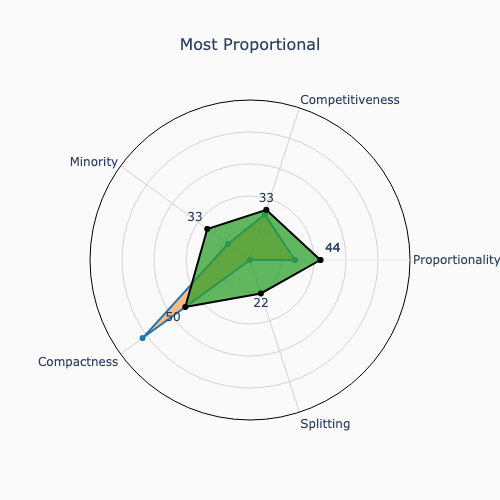 Most Proportional
Competitiveness
Minority
33
33
44
Proportionality
50
22
Compactness
Splitting